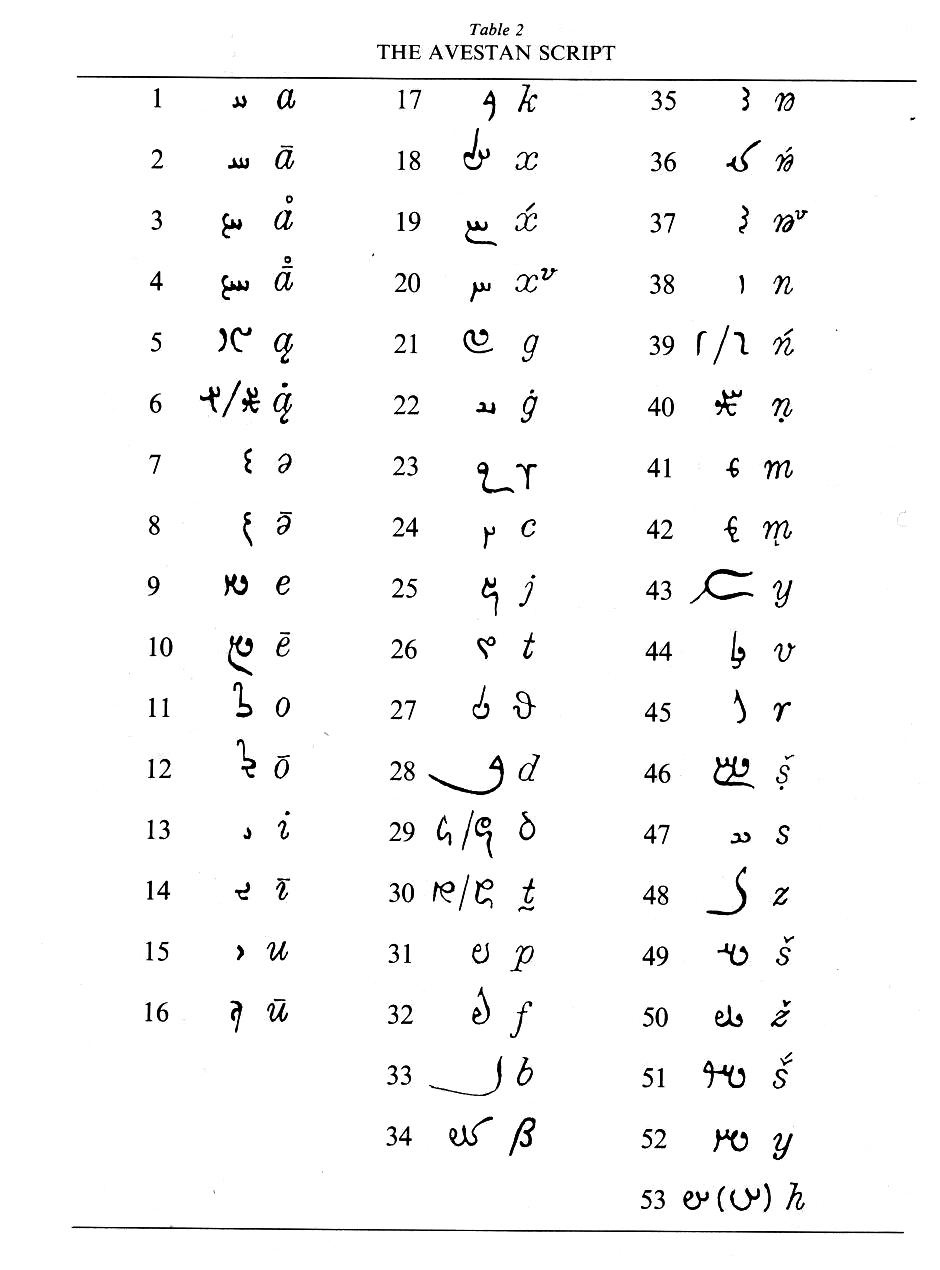 Table 2
THE AVESTAN SCRIPT
1 𐬀 a
2 𐬁 ā
3 𐬂 å
4 𐬃 ā̊
5 𐬄 ą
6 𐬅/𐬅 ą̇
7 𐬆 ə
8 𐬇 ə̄
9 𐬈 e
10 𐬉 ē
11 𐬊 o
12 𐬋 ō
13 𐬌 i
14 𐬍 ī
15 𐬎 u
16 𐬏 ū
17 𐬐 k
18 𐬑 x
19 𐬒 x́
20 𐬓 xᵛ
21 𐬔 g
22 𐬕 ġ
23 𐬖 γ
24 𐬗 c
25 𐬘 j
26 𐬙 t
27 𐬚 ϑ
28 𐬛 d
29 𐬜/𐬜 δ
30 𐬝/𐬝 t̰
31 𐬞 p
32 𐬟 f
33 𐬠 b
34 𐬡 β
35 𐬢 ŋ
36 𐬣 ŋ́
37 𐬤 ŋᵛ
38 𐬥 n
39 𐬦/𐬦 ń
40 𐬧 ṇ
41 𐬨 m
42 𐬩 m̨
43 𐬪 y
44 𐬬 v
45 𐬭 r
46 𐬴 ṣ̌
47 𐬯 s
48 𐬰 z
49 𐬱 š
50 𐬲 ž
51 𐬳 š́
52 𐬫 y
53 𐬵 (𐬵) h